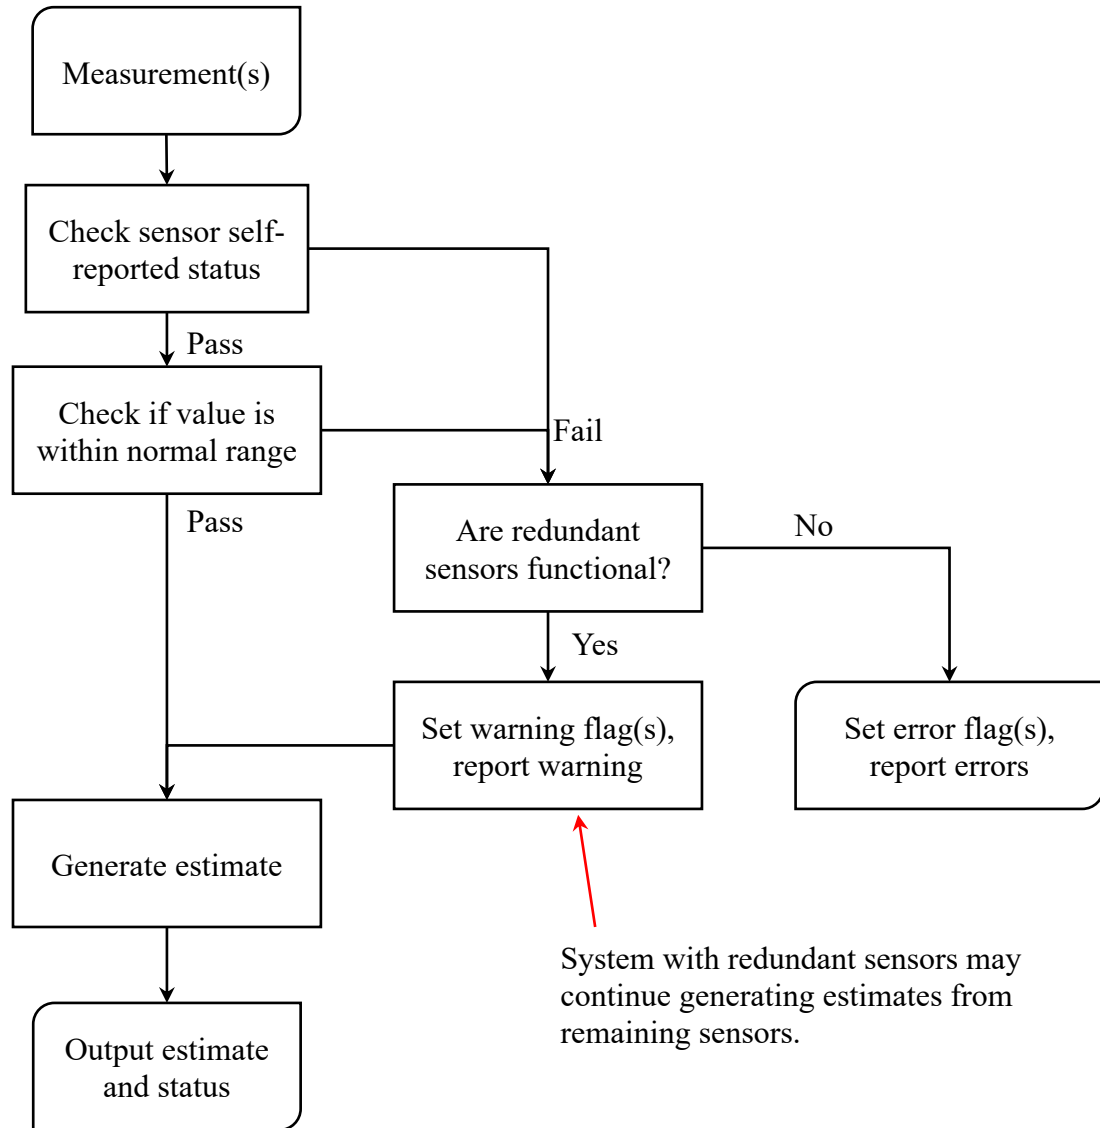 Measurement(s)
Check sensor self-
reported status
Pass
Check if value is
within normal range
Fail
Pass
Are redundant
sensors functional?
No
Yes
Set warning flag(s),
report warning
Set error flag(s),
report errors
Generate estimate
System with redundant sensors may
continue generating estimates from
remaining sensors.
Output estimate
and status